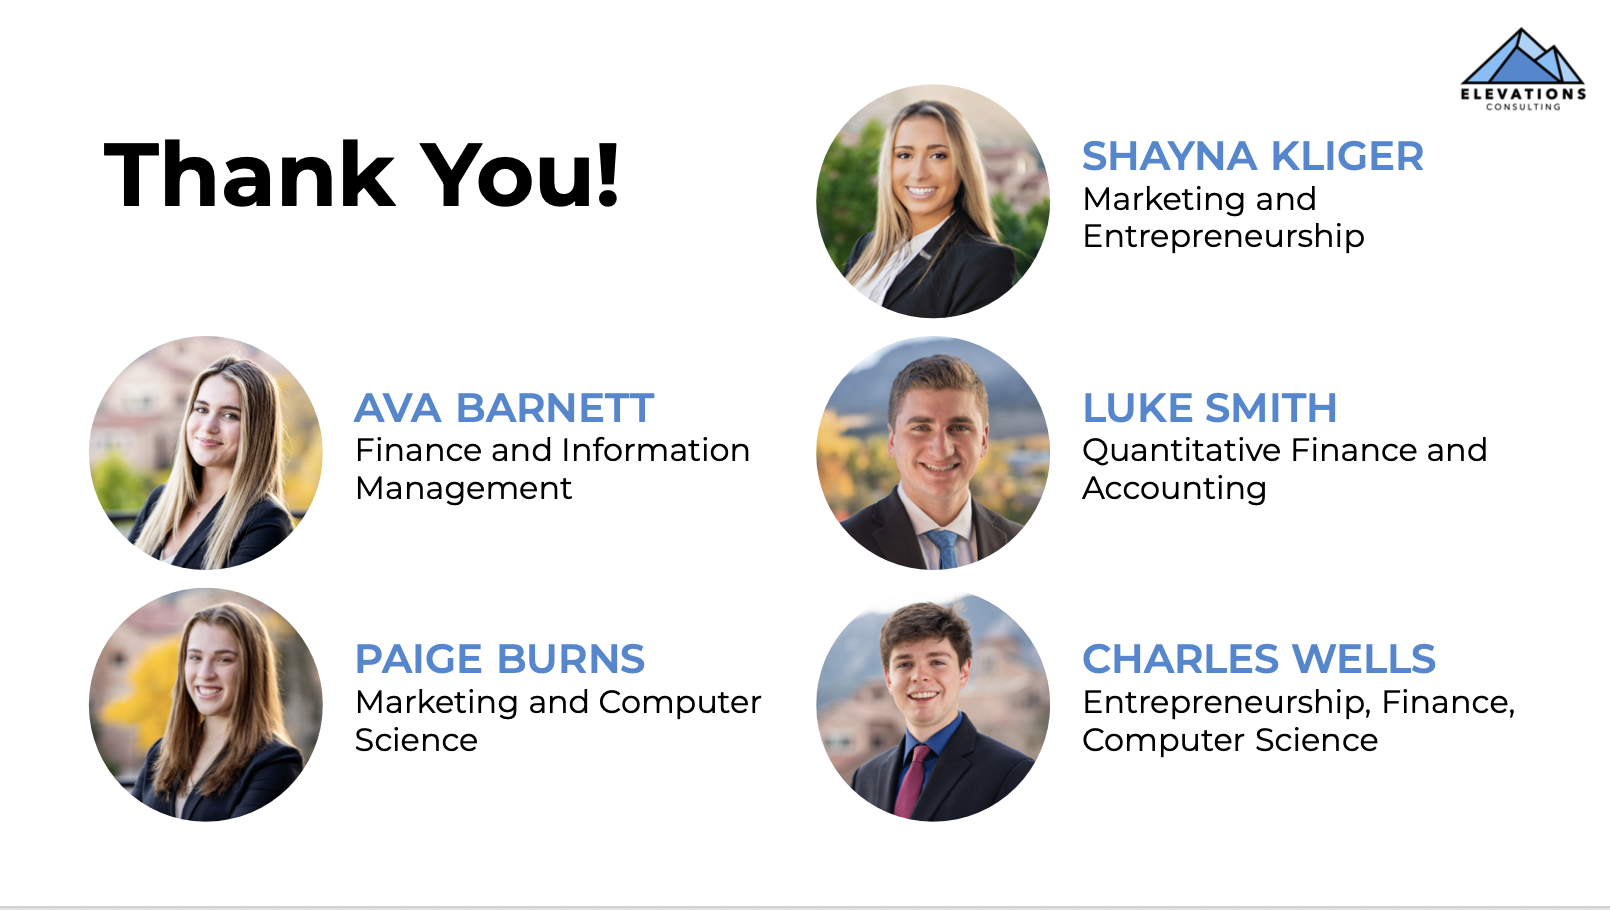 ELEVATIONS
CONSULTING
Thank You!
SHAYNA KLIGER
Marketing and
Entrepreneurship
AVA BARNETT
Finance and Information
Management
LUKE SMITH
Quantitative Finance and
Accounting
PAIGE BURNS
Marketing and Computer
Science
CHARLES WELLS
Entrepreneurship, Finance,
Computer Science